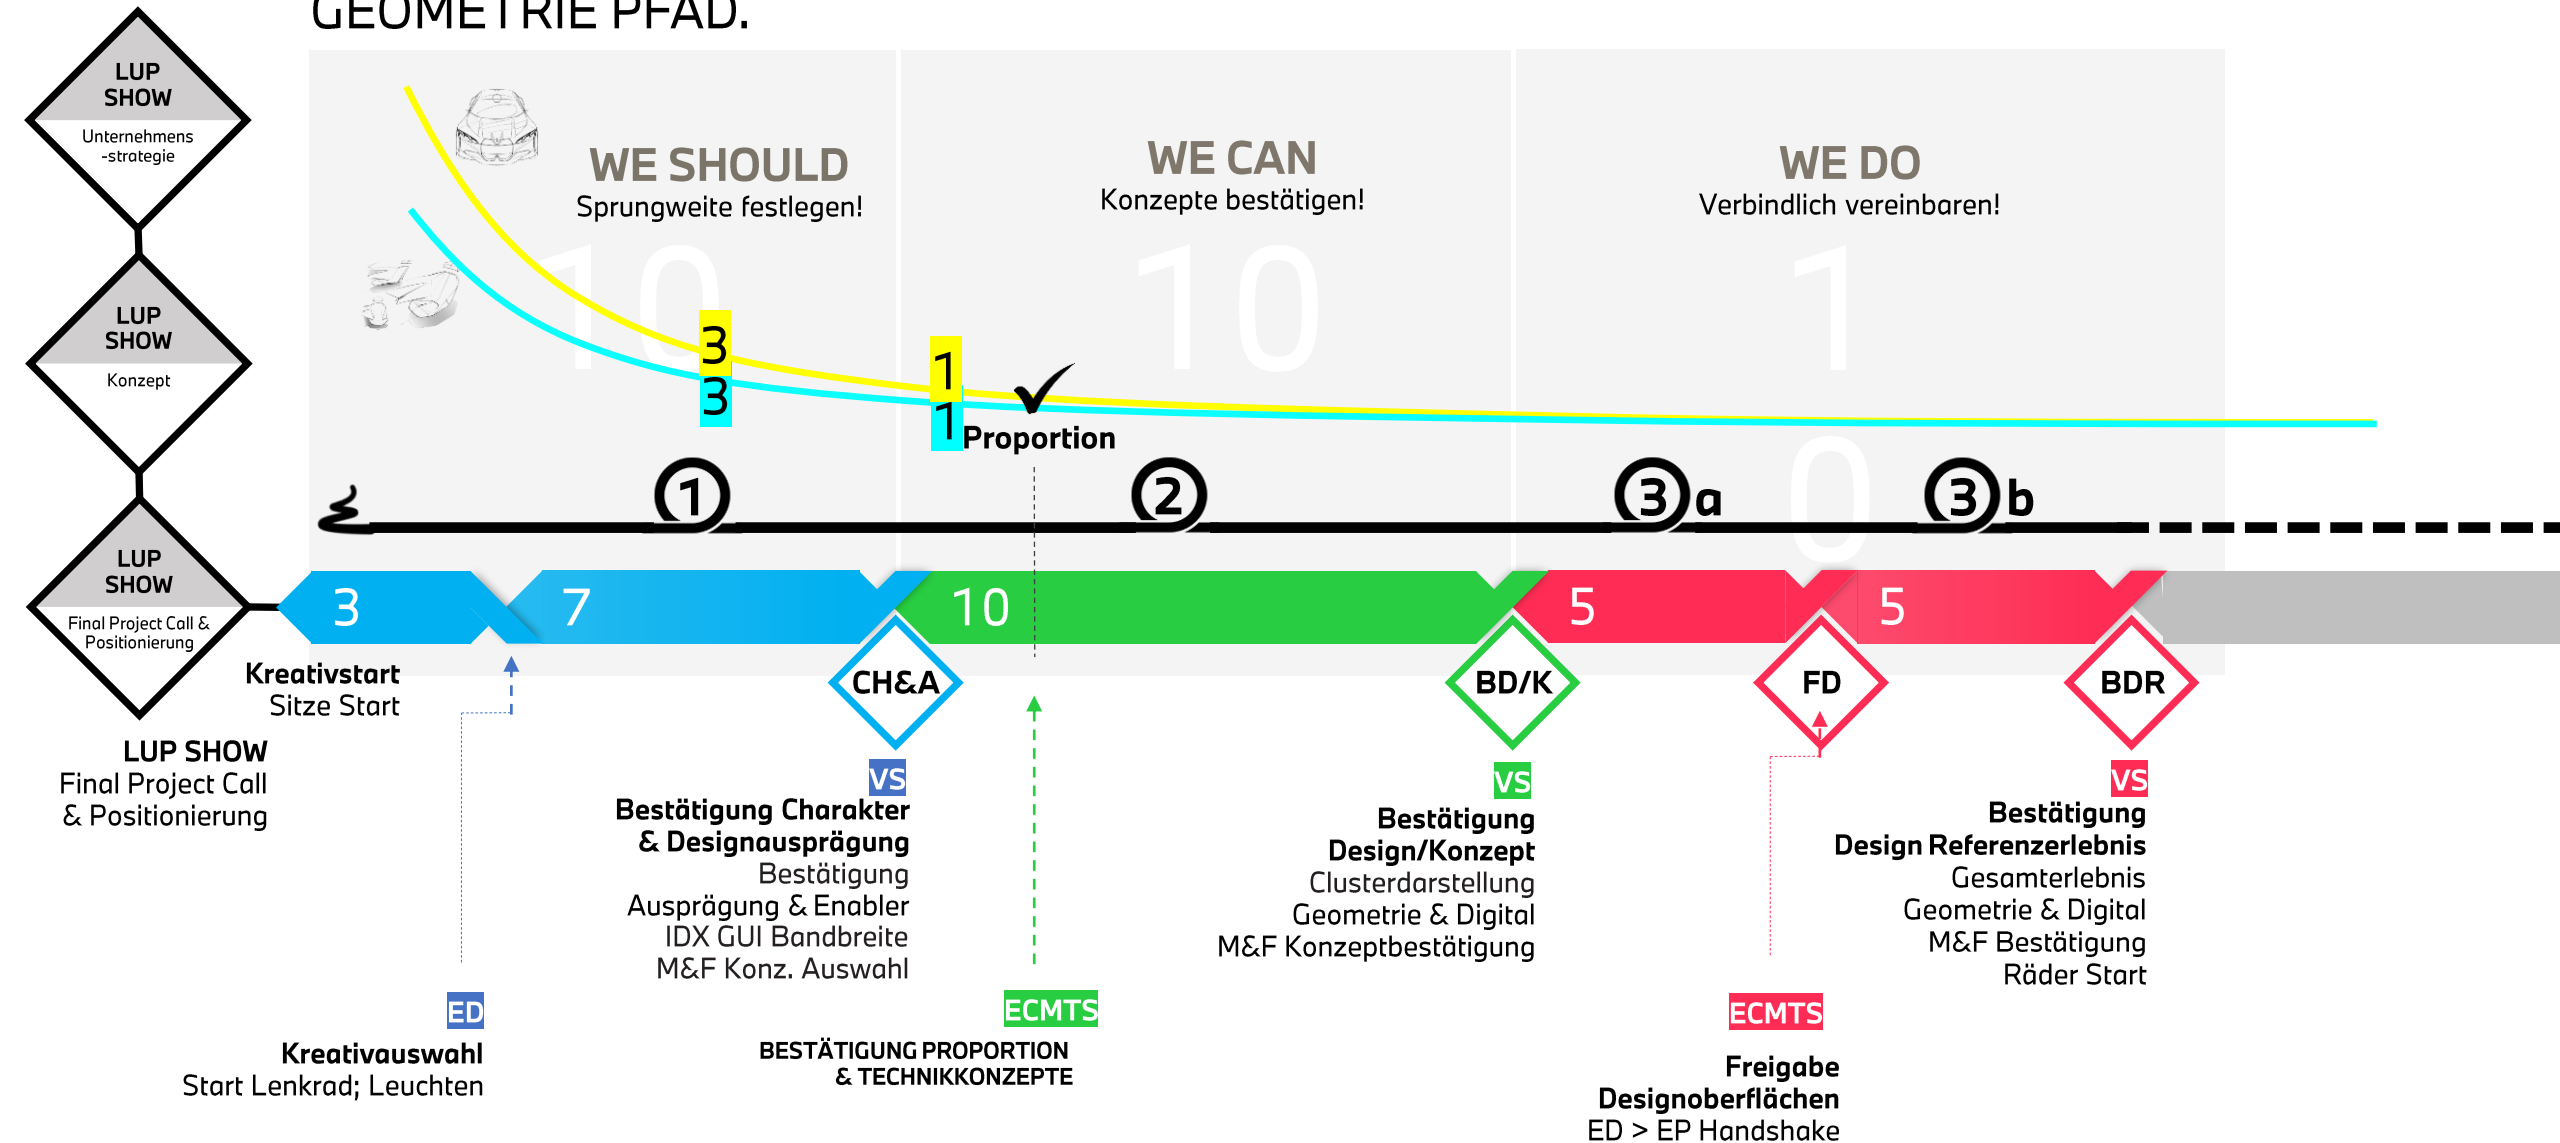 GEOMETRIE PFAD.
LUP
SHOW
Unternehmens
-strategie
LUP
SHOW
Konzept
LUP
SHOW
Final Project Call &
Positionierung
WE SHOULD
Sprungweite festlegen!
10
WE CAN
Konzepte bestätigen!
10
WE DO
Verbindlich vereinbaren!
1
0
3
3
1
1
Proportion
1
2
3 a
3 b
3
7
10
5
5
Kreativstart
Sitze Start
LUP SHOW
Final Project Call
& Positionierung
CH&A
BD/K
FD
BDR
VS
Bestätigung Charakter
& Designausprägung
Bestätigung
Ausprägung & Enabler
IDX GUI Bandbreite
M&F Konz. Auswahl
VS
Bestätigung
Design/Konzept
Clusterdarstellung
Geometrie & Digital
M&F Konzeptbestätigung
VS
Bestätigung
Design Referenzerlebnis
Gesamterlebnis
Geometrie & Digital
M&F Bestätigung
Räder Start
ED
Kreativauswahl
Start Lenkrad; Leuchten
ECMTS
BESTÄTIGUNG PROPORTION
& TECHNIKKONZEPTE
ECMTS
Freigabe
Designoberflächen
ED > EP Handshake